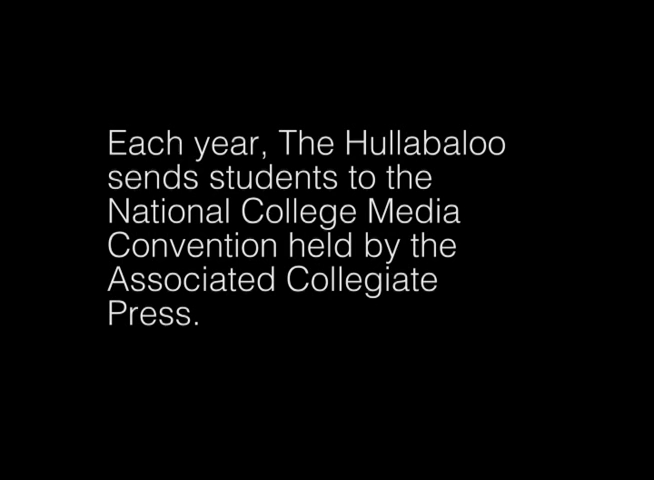 Each year, The Hullabaloo
sends students to the
National College Media
Convention held by the
Associated Collegiate
Press.